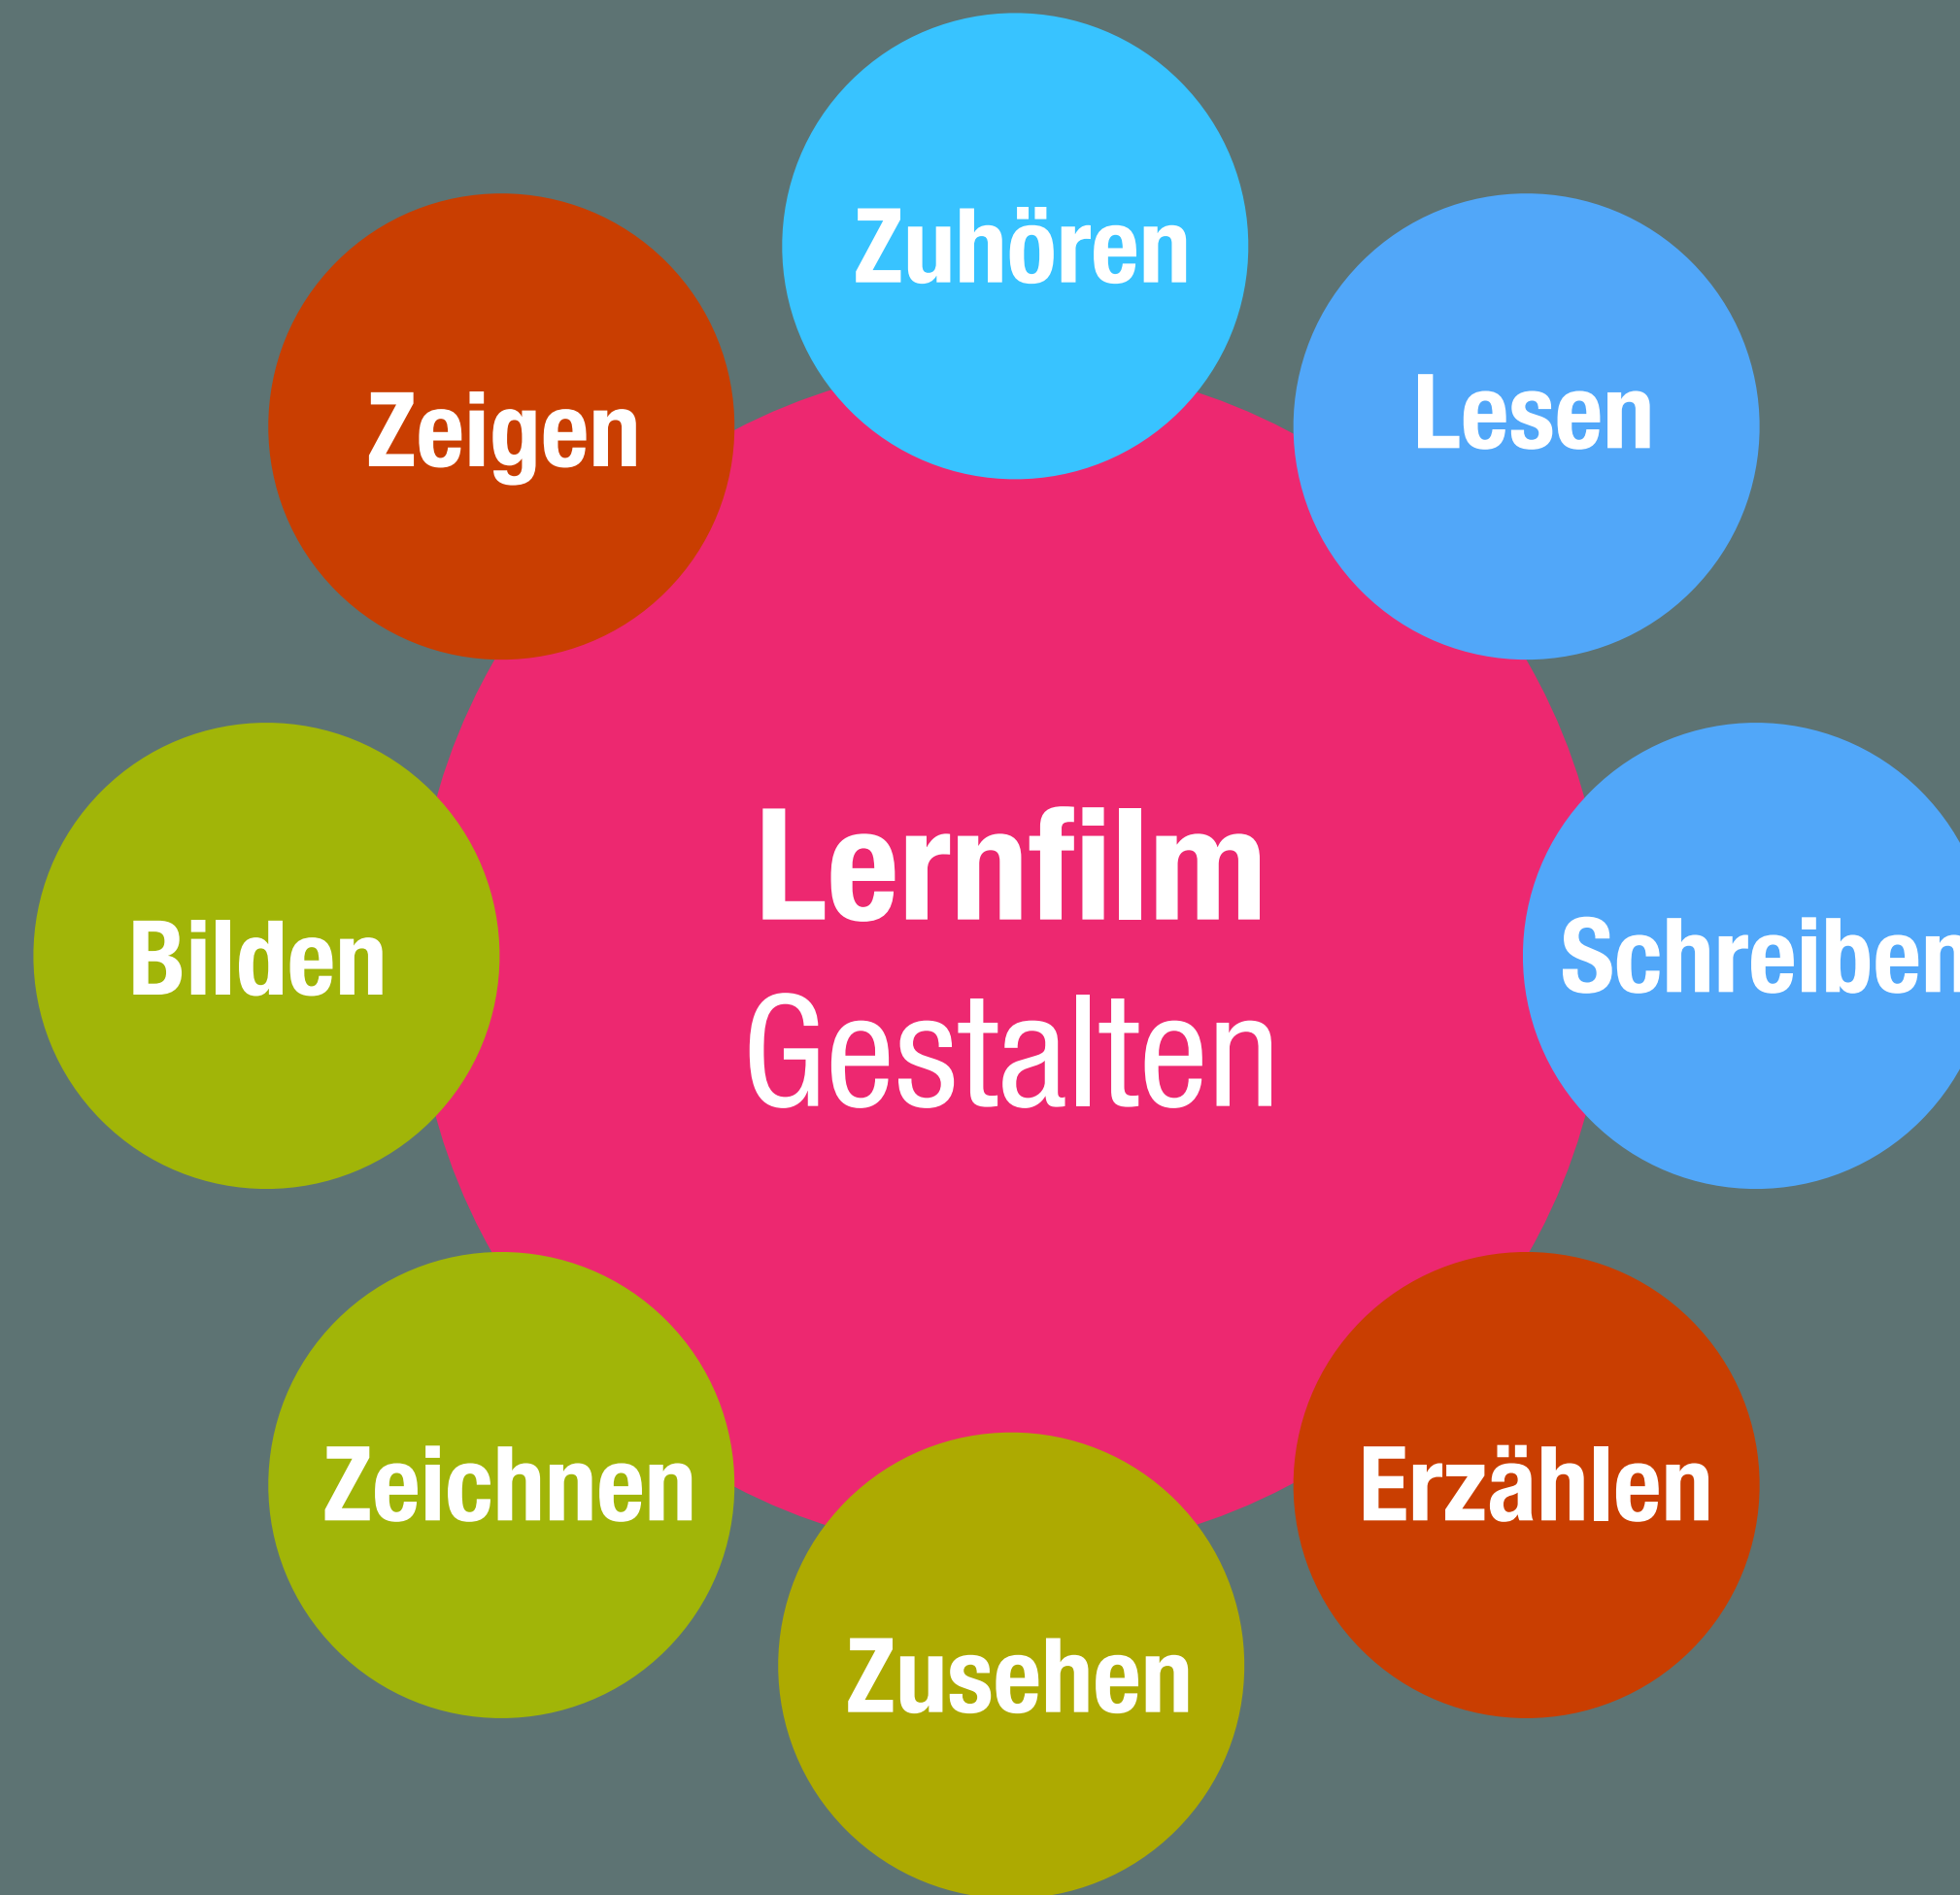 Zuhören
Lesen
Zeigen
Lernfilm
Gestalten
Bilden
Schreiben
Zeichnen
Erzählen
Zusehen